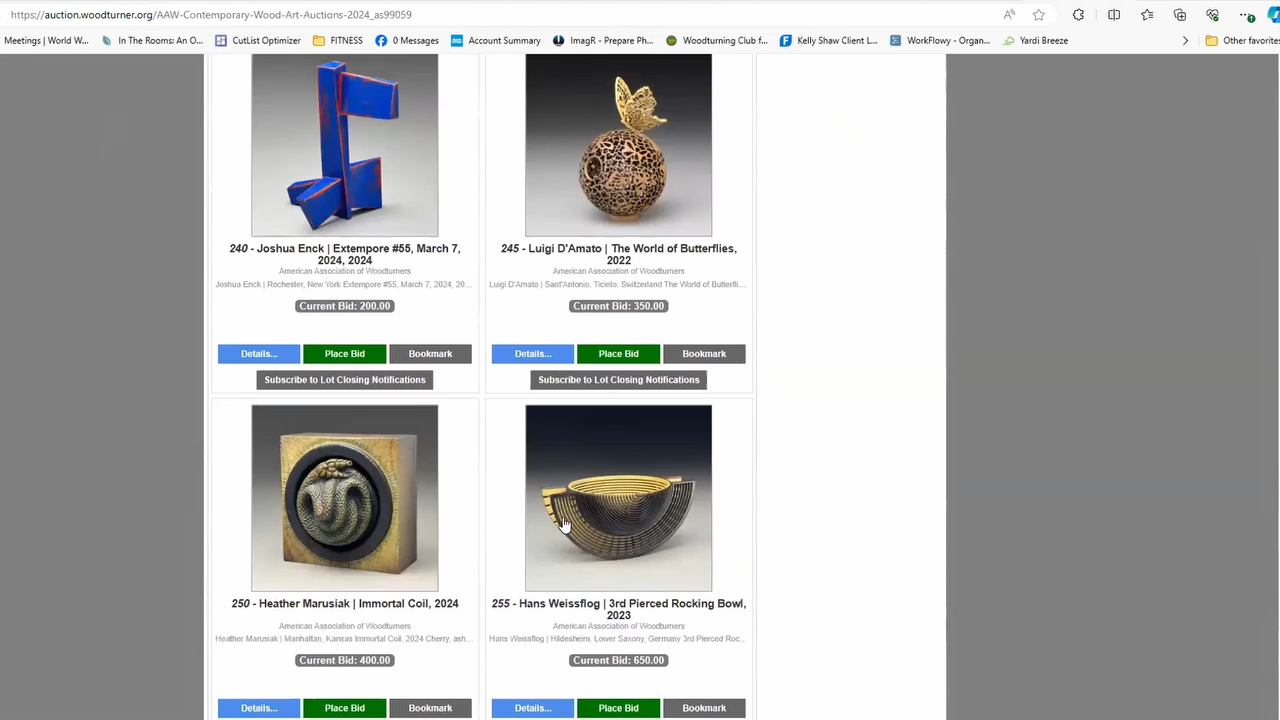 https://auction.woodturner.org/AAW-Contemporary-Wood-Art-Auctions-2024_as99059
Meetings | World W... In The Rooms: An O... CutList Optimizer FITNESS 0 Messages Account Summary ImagR - Prepare Ph... Woodturning Club f... Kelly Shaw Client L... WorkFlowy - Organ... Yardi Breeze Other favorites
240 - Joshua Enck | Extempore #55, March 7,
2024, 2024
American Association of Woodturners
Joshua Enck | Rochester, New York Extempore #55, March 7, 2024, 20...
Current Bid: 200.00
Details... Place Bid Bookmark
Subscribe to Lot Closing Notifications
245 - Luigi D'Amato | The World of Butterflies,
2022
American Association of Woodturners
Luigi D'Amato | Sant'Antonio, Ticinto, Switzerland The World of Butterfli...
Current Bid: 350.00
Details... Place Bid Bookmark
Subscribe to Lot Closing Notifications
250 - Heather Marusiak | Immortal Coil, 2024
American Association of Woodturners
Heather Marusiak | Manhattan, Kansas Immortal Coil, 2024 Cherry, ash...
Current Bid: 400.00
Details... Place Bid Bookmark
255 - Hans Weissflog | 3rd Pierced Rocking Bowl,
2023
American Association of Woodturners
Hans Weissflog | Hildesheim, Lower Saxony, Germany 3rd Pierced Roc...
Current Bid: 650.00
Details... Place Bid Bookmark